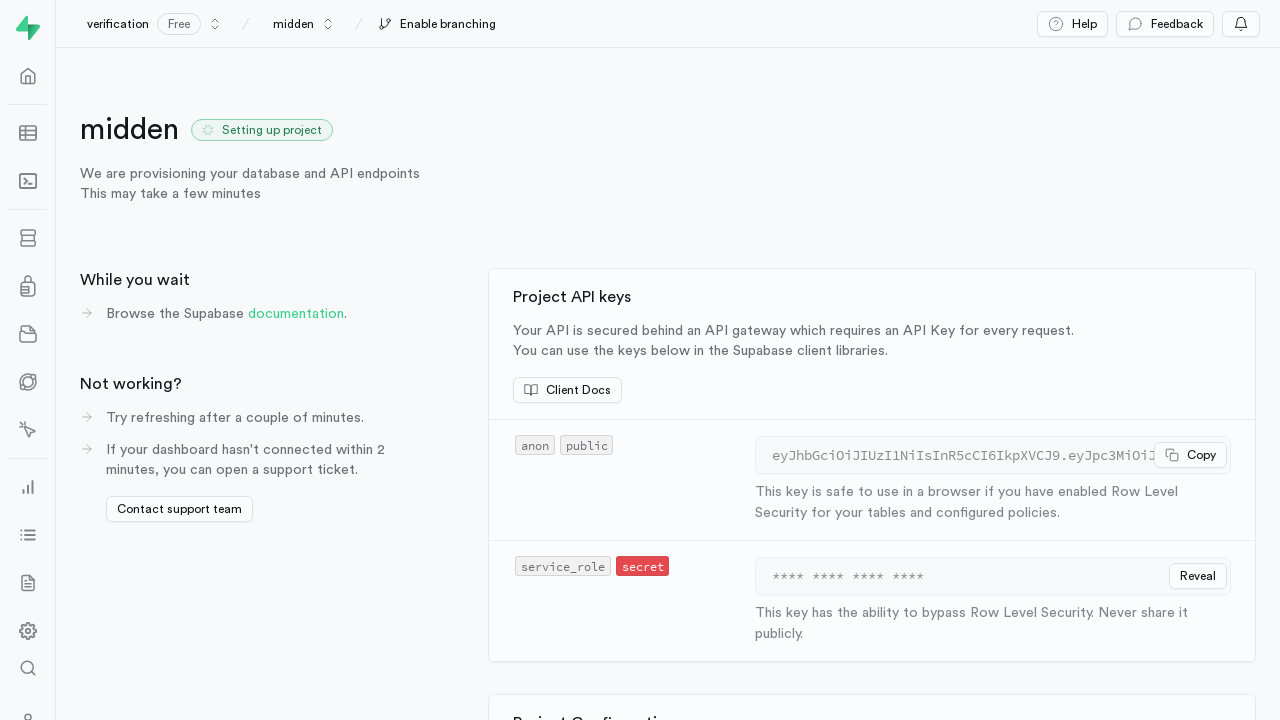 verification Free / midden / Enable branching
Help Feedback
midden Setting up project
We are provisioning your database and API endpoints
This may take a few minutes
While you wait
Browse the Supabase documentation.
Not working?
Try refreshing after a couple of minutes.
If your dashboard hasn't connected within 2
minutes, you can open a support ticket.
Contact support team
Project API keys
Your API is secured behind an API gateway which requires an API Key for every request.
You can use the keys below in the Supabase client libraries.
Client Docs
anon public
eyJhbGciOiJIUzI1NiIsInR5cCI6IkpXVCJ9.eyJpc3MiOiJ Copy
This key is safe to use in a browser if you have enabled Row Level
Security for your tables and configured policies.
service_role secret
**** **** **** **** Reveal
This key has the ability to bypass Row Level Security. Never share it
publicly.